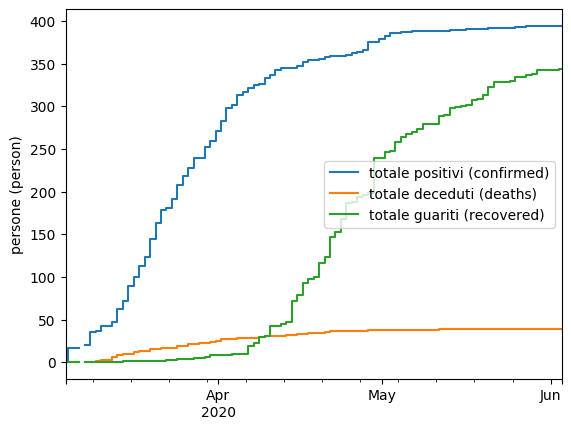 400
350
300
250
200
150
100
50
0
persone (person)
totale positivi (confirmed)
totale deceduti (deaths)
totale guariti (recovered)
Apr
2020
May
Jun